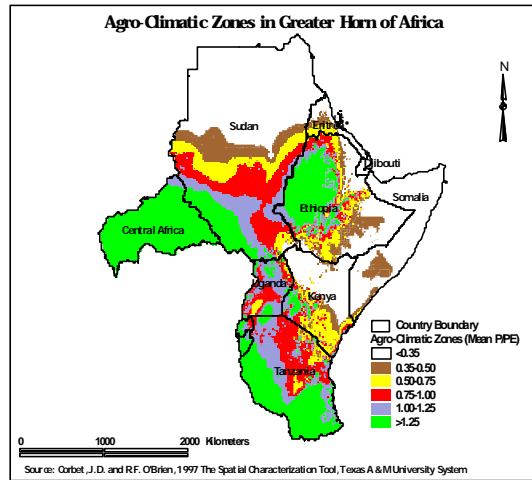 Agro-Climatic Zones in Greater Horn of Africa
N
Sudan
Eritrea
Djibouti
Somalia
Ethiopia
Central Africa
Uganda
Kenya
Tanzania
Country Boundary
Agro-Climatic Zones (Mean P/PE)
<0.35
0.35-0.50
0.50-0.75
0.75-1.00
1.00-1.25
>1.25
0 1000 2000 Kilometers
Source: Corbet, J.D. and R.F. O'Brien, 1997 The Spatial Characterization Tool, Texas A & M University System